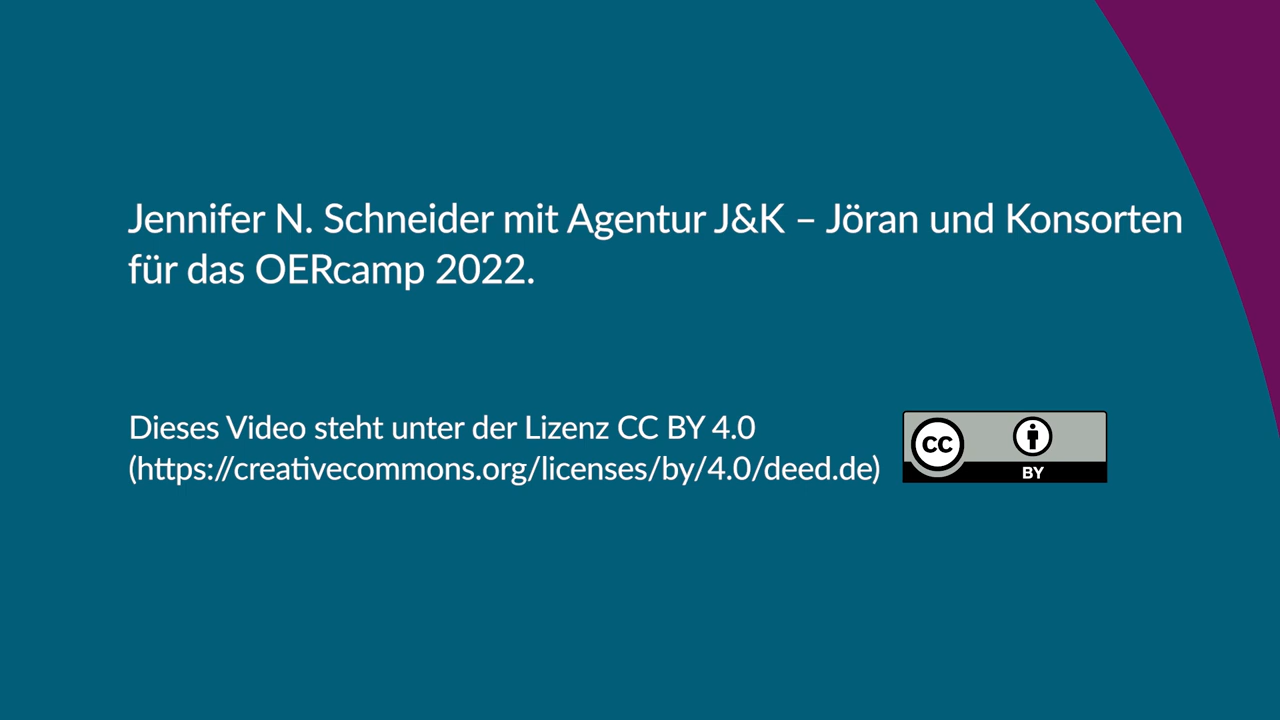 Jennifer N. Schneider mit Agentur J&K – Jöran und Konsorten
für das OERcamp 2022.
Dieses Video steht unter der Lizenz CC BY 4.0
(https://creativecommons.org/licenses/by/4.0/deed.de)
CC
BY